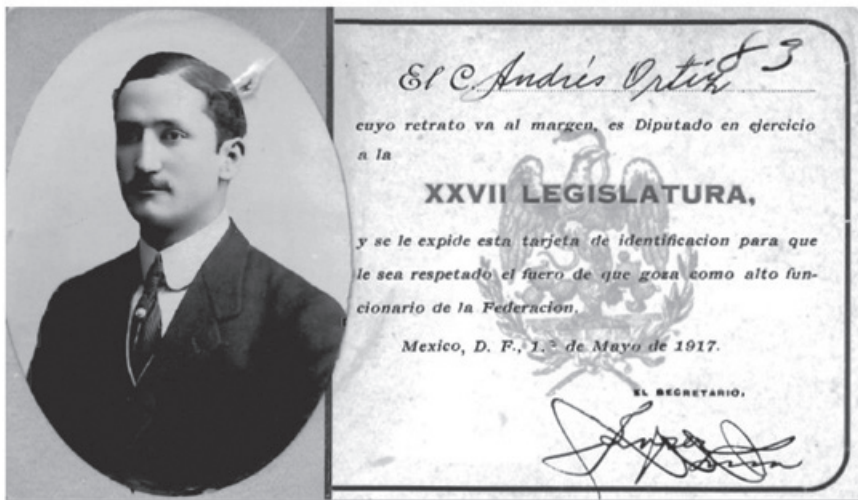 El C. Andrés Ortiz 83
cuyo retrato va al margen, es Diputado en ejercicio
a la
XXVII LEGISLATURA,
y se le expide esta tarjeta de identificacion para que
le sea respetado el fuero de que goza como alto fun-
cionario de la Federacion.
Mexico, D. F., 1.º de Mayo de 1917.
EL SECRETARIO,